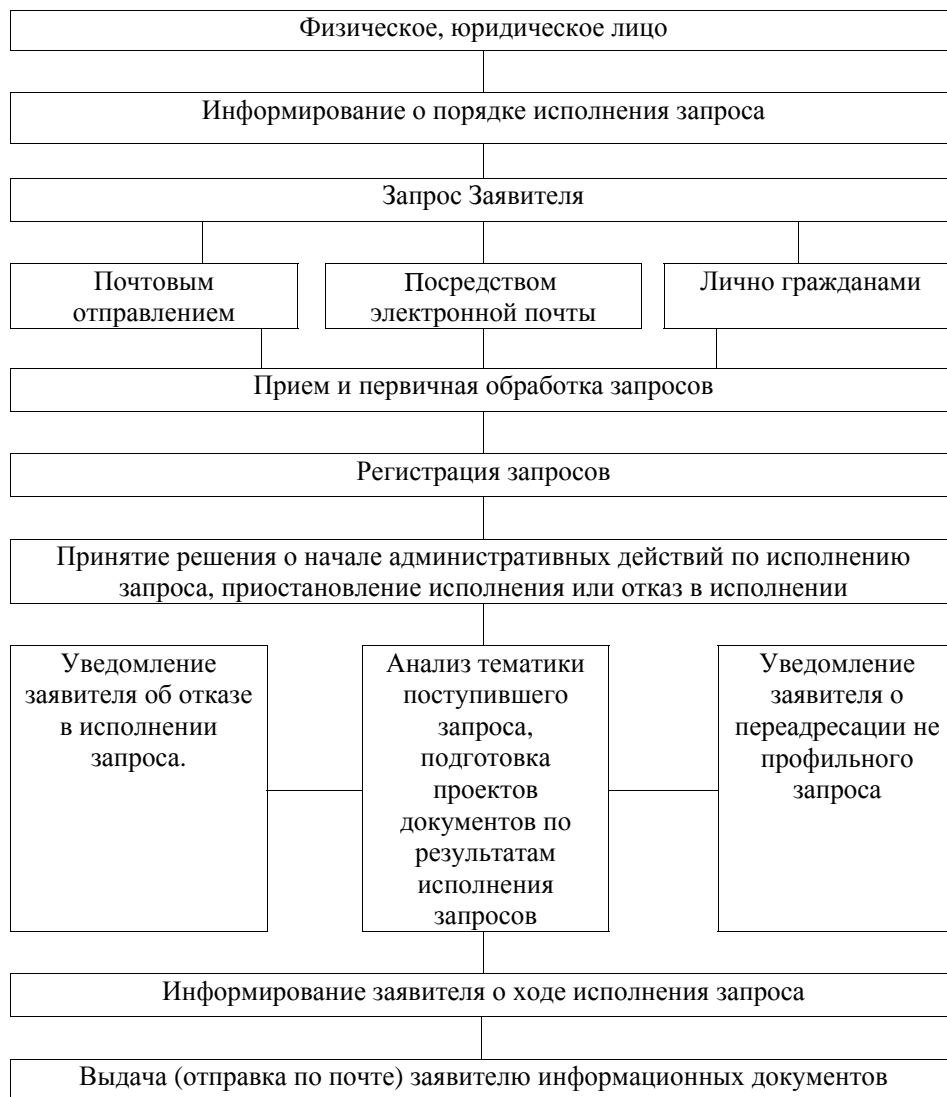 Физическое, юридическое лицо
Информирование о порядке исполнения запроса
Запрос Заявителя
Почтовым
отправлением
Посредством
электронной почты
Лично гражданами
Прием и первичная обработка запросов
Регистрация запросов
Принятие решения о начале административных действий по исполнению
запроса, приостановление исполнения или отказ в исполнении
Уведомление
заявителя об отказе
в исполнении
запроса.
Анализ тематики
поступившего
запроса,
подготовка
проектов
документов по
результатам
исполнения
запросов
Уведомление
заявителя о
переадресации не
профильного
запроса
Информирование заявителя о ходе исполнения запроса
Выдача (отправка по почте) заявителю информационных документов